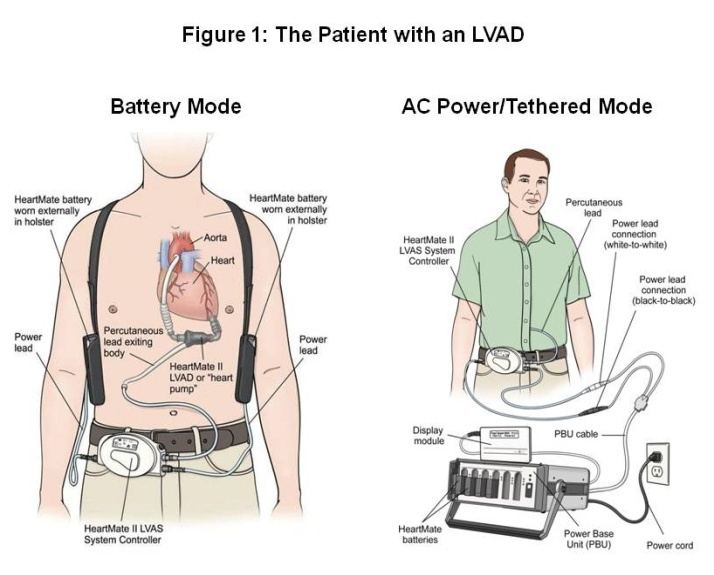 Figure 1: The Patient with an LVAD
Battery Mode
HeartMate battery
worn externally
in holster
HeartMate battery
worn externally
in holster
Aorta
Heart
Percutaneous
lead exiting
body
Power
lead
HeartMate II
LVAD or "heart
pump"
Power
lead
HeartMate II LVAS
System Controller
AC Power/Tethered Mode
Percutaneous
lead
Power lead
connection
(white-to-white)
HeartMate II
LVAS System
Controller
Power lead
connection
(black-to-black)
Display
module
PBU cable
HeartMate
batteries
Power Base
Unit (PBU)
Power cord